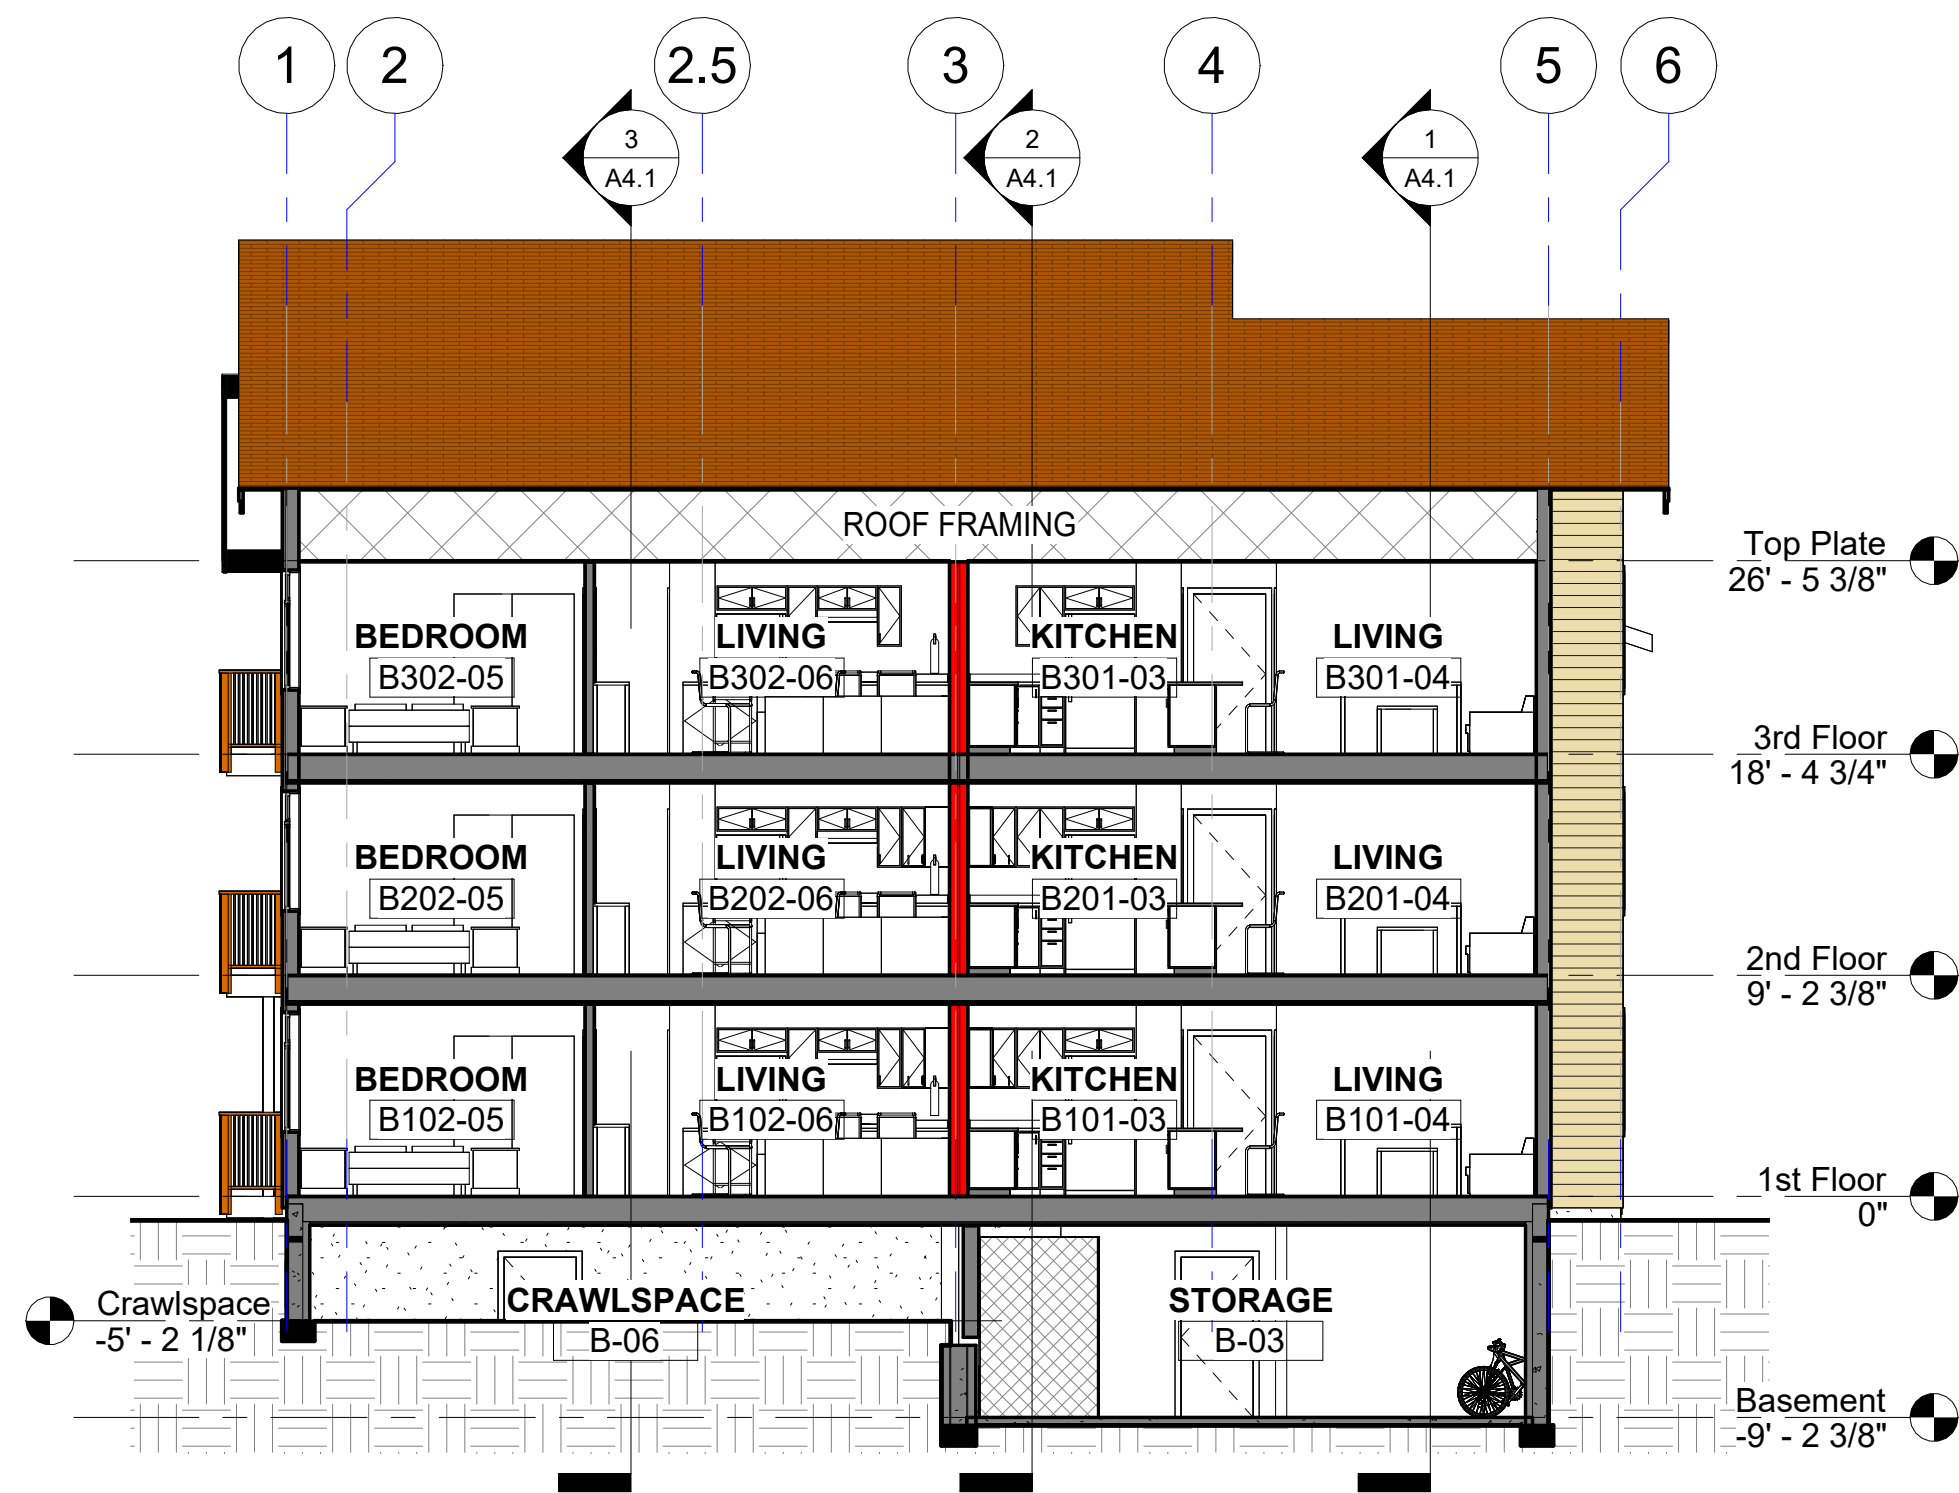 1
2
2.5
3
4
5
6
3
A4.1
2
A4.1
1
A4.1
ROOF FRAMING
Top Plate
26' - 5 3/8"
BEDROOM
B302-05
LIVING
B302-06
KITCHEN
B301-03
LIVING
B301-04
3rd Floor
18' - 4 3/4"
BEDROOM
B202-05
LIVING
B202-06
KITCHEN
B201-03
LIVING
B201-04
2nd Floor
9' - 2 3/8"
BEDROOM
B102-05
LIVING
B102-06
KITCHEN
B101-03
LIVING
B101-04
1st Floor
0"
Crawlspace
-5' - 2 1/8"
CRAWLSPACE
B-06
STORAGE
B-03
Basement
-9' - 2 3/8"